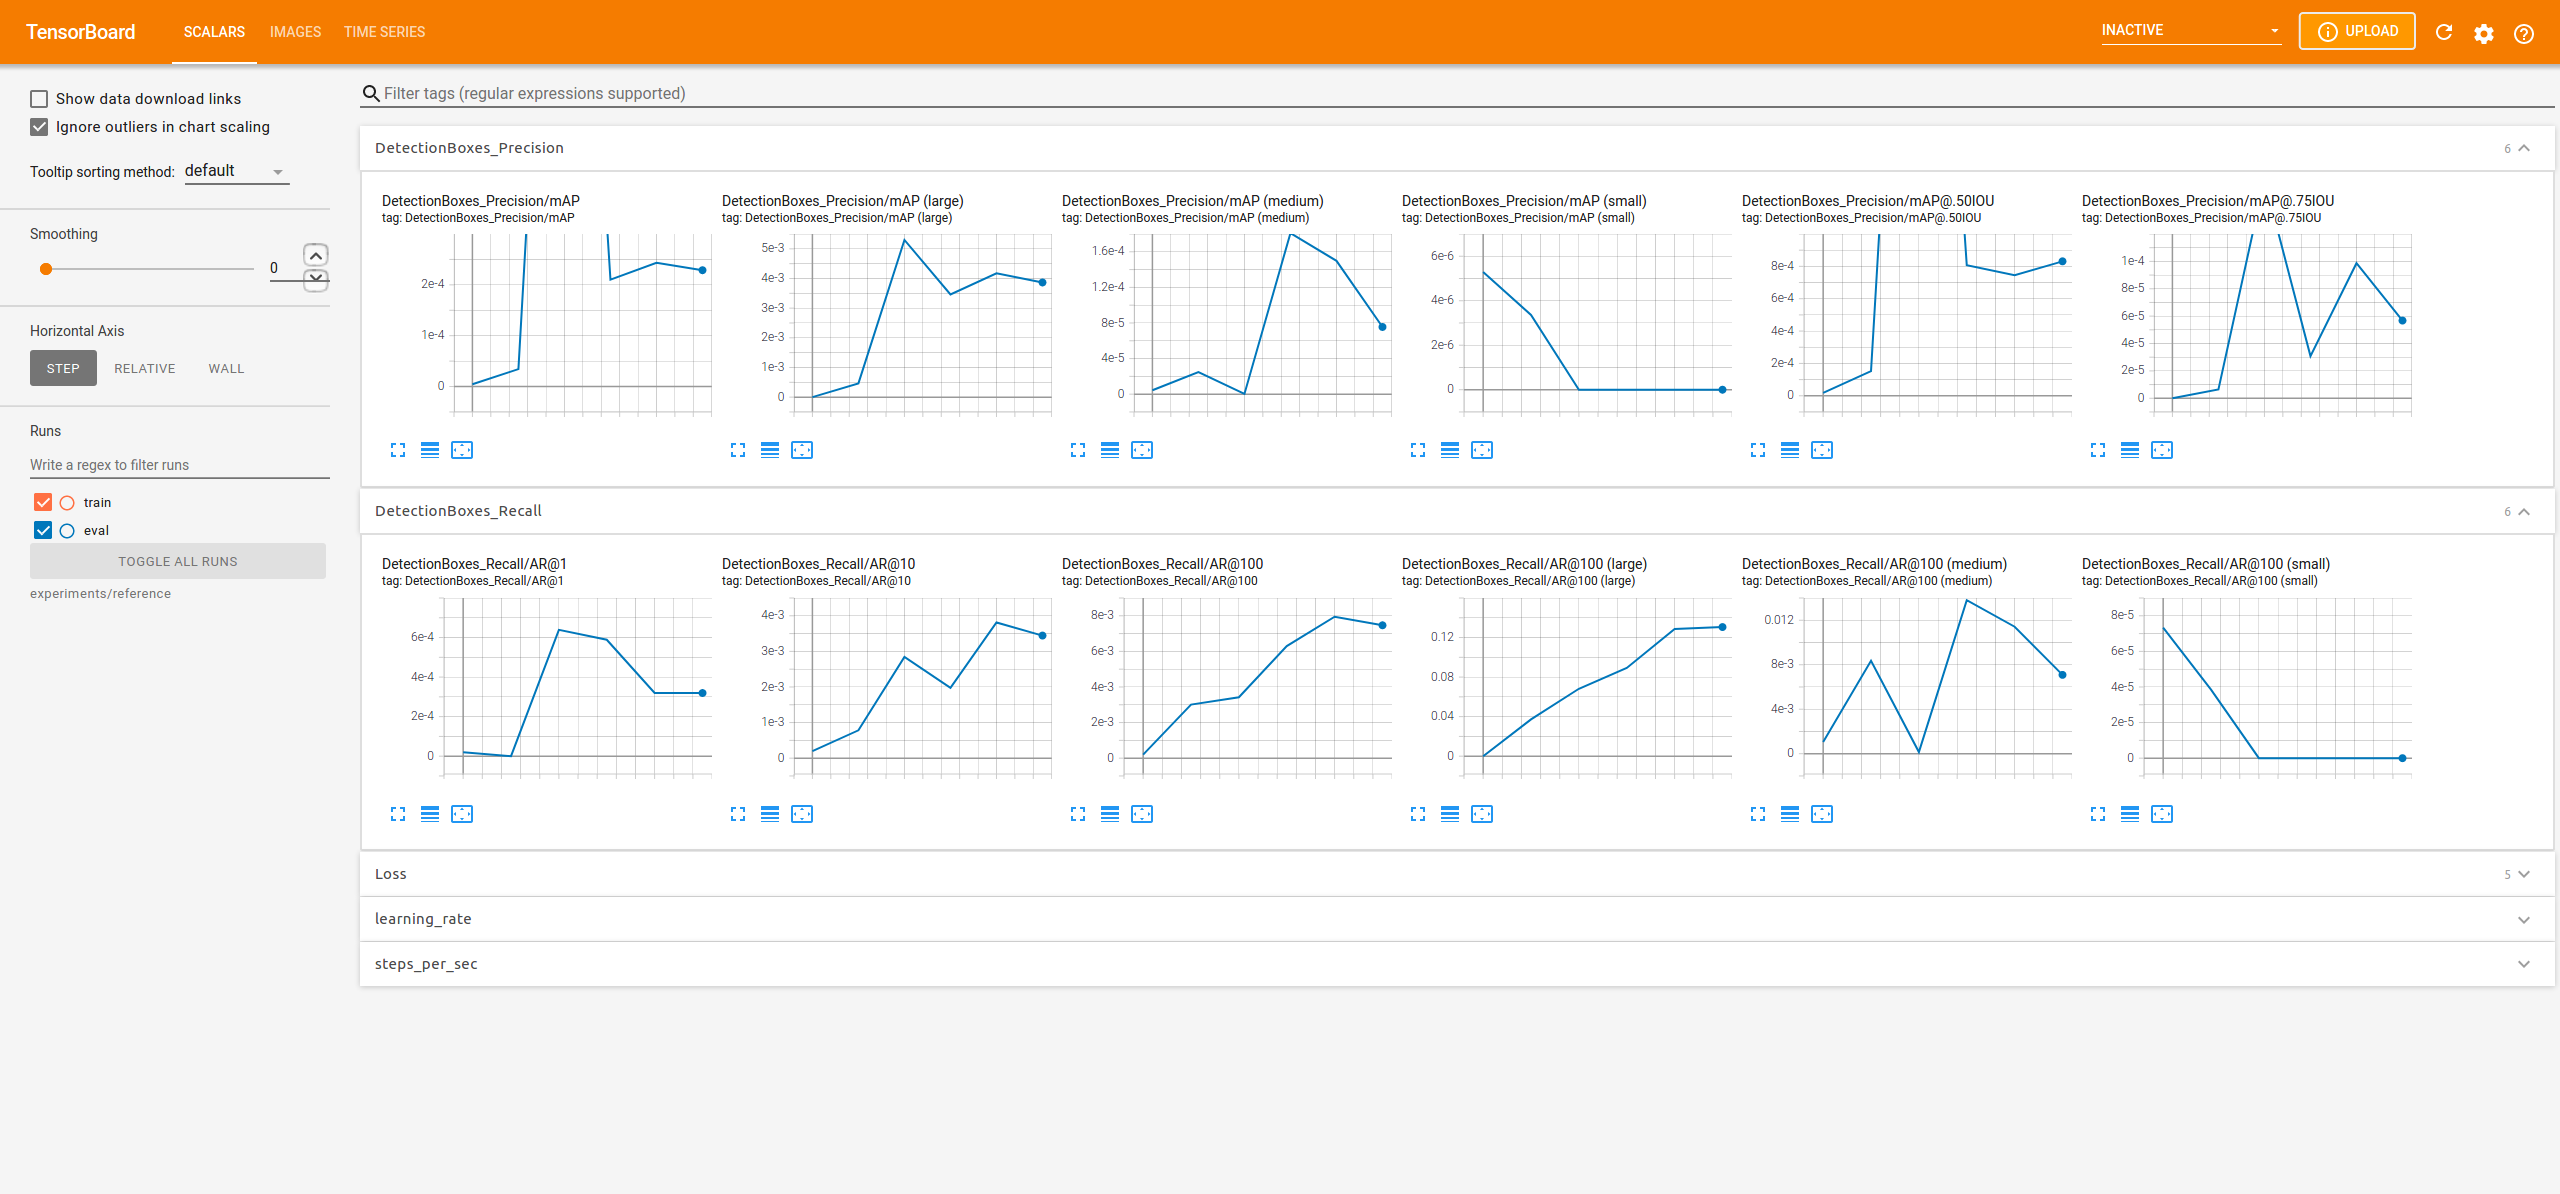 TensorBoard SCALARS IMAGES TIME SERIES INACTIVE UPLOAD
Show data download links
Ignore outliers in chart scaling
Tooltip sorting method: default
Smoothing
0
Horizontal Axis
STEP RELATIVE WALL
Runs
Write a regex to filter runs
train
eval
TOGGLE ALL RUNS
experiments/reference
Filter tags (regular expressions supported)
DetectionBoxes_Precision 6
DetectionBoxes_Precision/mAP
tag: DetectionBoxes_Precision/mAP
2e-4
1e-4
0
DetectionBoxes_Precision/mAP (large)
tag: DetectionBoxes_Precision/mAP (large)
5e-3
4e-3
3e-3
2e-3
1e-3
0
DetectionBoxes_Precision/mAP (medium)
tag: DetectionBoxes_Precision/mAP (medium)
1.6e-4
1.2e-4
8e-5
4e-5
0
DetectionBoxes_Precision/mAP (small)
tag: DetectionBoxes_Precision/mAP (small)
6e-6
4e-6
2e-6
0
DetectionBoxes_Precision/mAP@.50IOU
tag: DetectionBoxes_Precision/mAP@.50IOU
8e-4
6e-4
4e-4
2e-4
0
DetectionBoxes_Precision/mAP@.75IOU
tag: DetectionBoxes_Precision/mAP@.75IOU
1e-4
8e-5
6e-5
4e-5
2e-5
0
DetectionBoxes_Recall 6
DetectionBoxes_Recall/AR@1
tag: DetectionBoxes_Recall/AR@1
6e-4
4e-4
2e-4
0
DetectionBoxes_Recall/AR@10
tag: DetectionBoxes_Recall/AR@10
4e-3
3e-3
2e-3
1e-3
0
DetectionBoxes_Recall/AR@100
tag: DetectionBoxes_Recall/AR@100
8e-3
6e-3
4e-3
2e-3
0
DetectionBoxes_Recall/AR@100 (large)
tag: DetectionBoxes_Recall/AR@100 (large)
0.12
0.08
0.04
0
DetectionBoxes_Recall/AR@100 (medium)
tag: DetectionBoxes_Recall/AR@100 (medium)
0.012
8e-3
4e-3
0
DetectionBoxes_Recall/AR@100 (small)
tag: DetectionBoxes_Recall/AR@100 (small)
8e-5
6e-5
4e-5
2e-5
0
Loss 5
learning_rate
steps_per_sec